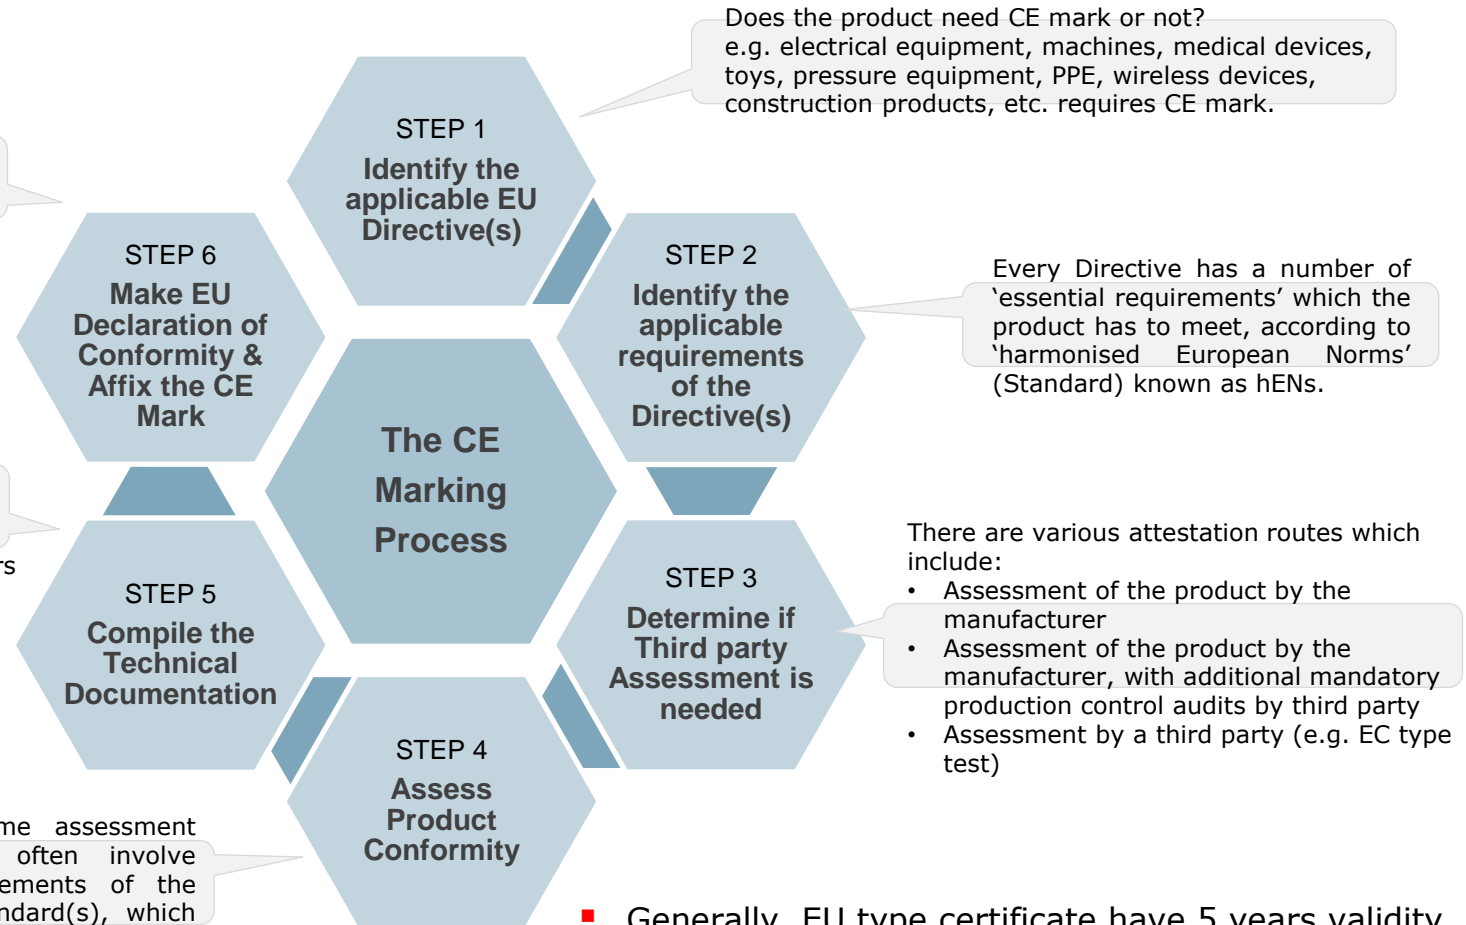 Does the product need CE mark or not?
e.g. electrical equipment, machines, medical devices,
toys, pressure equipment, PPE, wireless devices,
construction products, etc. requires CE mark.
STEP 1
Identify the
applicable EU
Directive(s)
STEP 2
Identify the
applicable
requirements
of the
Directive(s)
Every Directive has a number of
‘essential requirements’ which the
product has to meet, according to
‘harmonised European Norms’
(Standard) known as hENs.
STEP 3
Determine if
Third party
Assessment is
needed
There are various attestation routes which
include:
• Assessment of the product by the
manufacturer
• Assessment of the product by the
manufacturer, with additional mandatory
production control audits by third party
• Assessment by a third party (e.g. EC type
test)
STEP 4
Assess
Product
Conformity
assessment
often involve
of the
which
STEP 5
Compile the
Technical
Documentation
STEP 6
Make EU
Declaration of
Conformity &
Affix the CE
Mark
The CE
Marking
Process
Generally, EU type certificate have 5 years validity